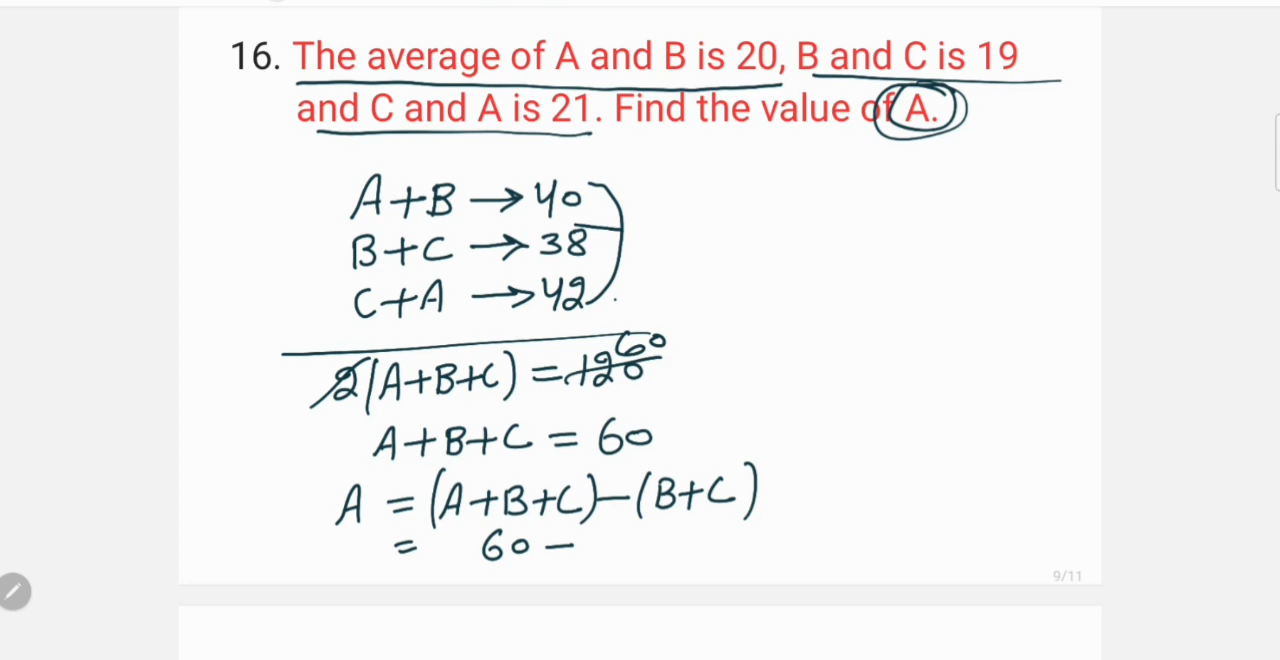 16. The average of A and B is 20, B and C is 19
and C and A is 21. Find the value of A.
A+B → 40
B+C → 38
C+A → 42
60
2(A+B+C) = 120
A+B+C = 60
A = (A+B+C)-(B+C)
= 60 -
9/11